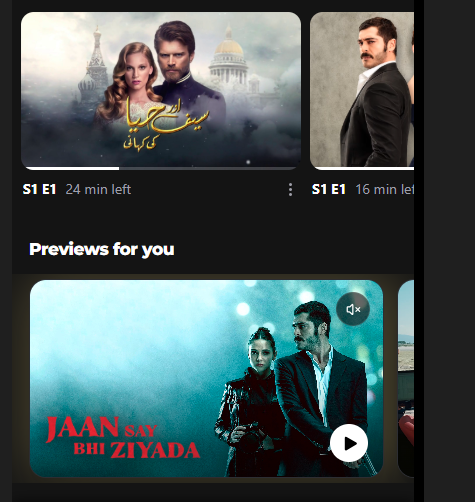 سیف اور حریا
کی کہانی
S1 E1 24 min left
S1 E1 16 min lef
Previews for you
JAAN SAY
BHI ZIYADA